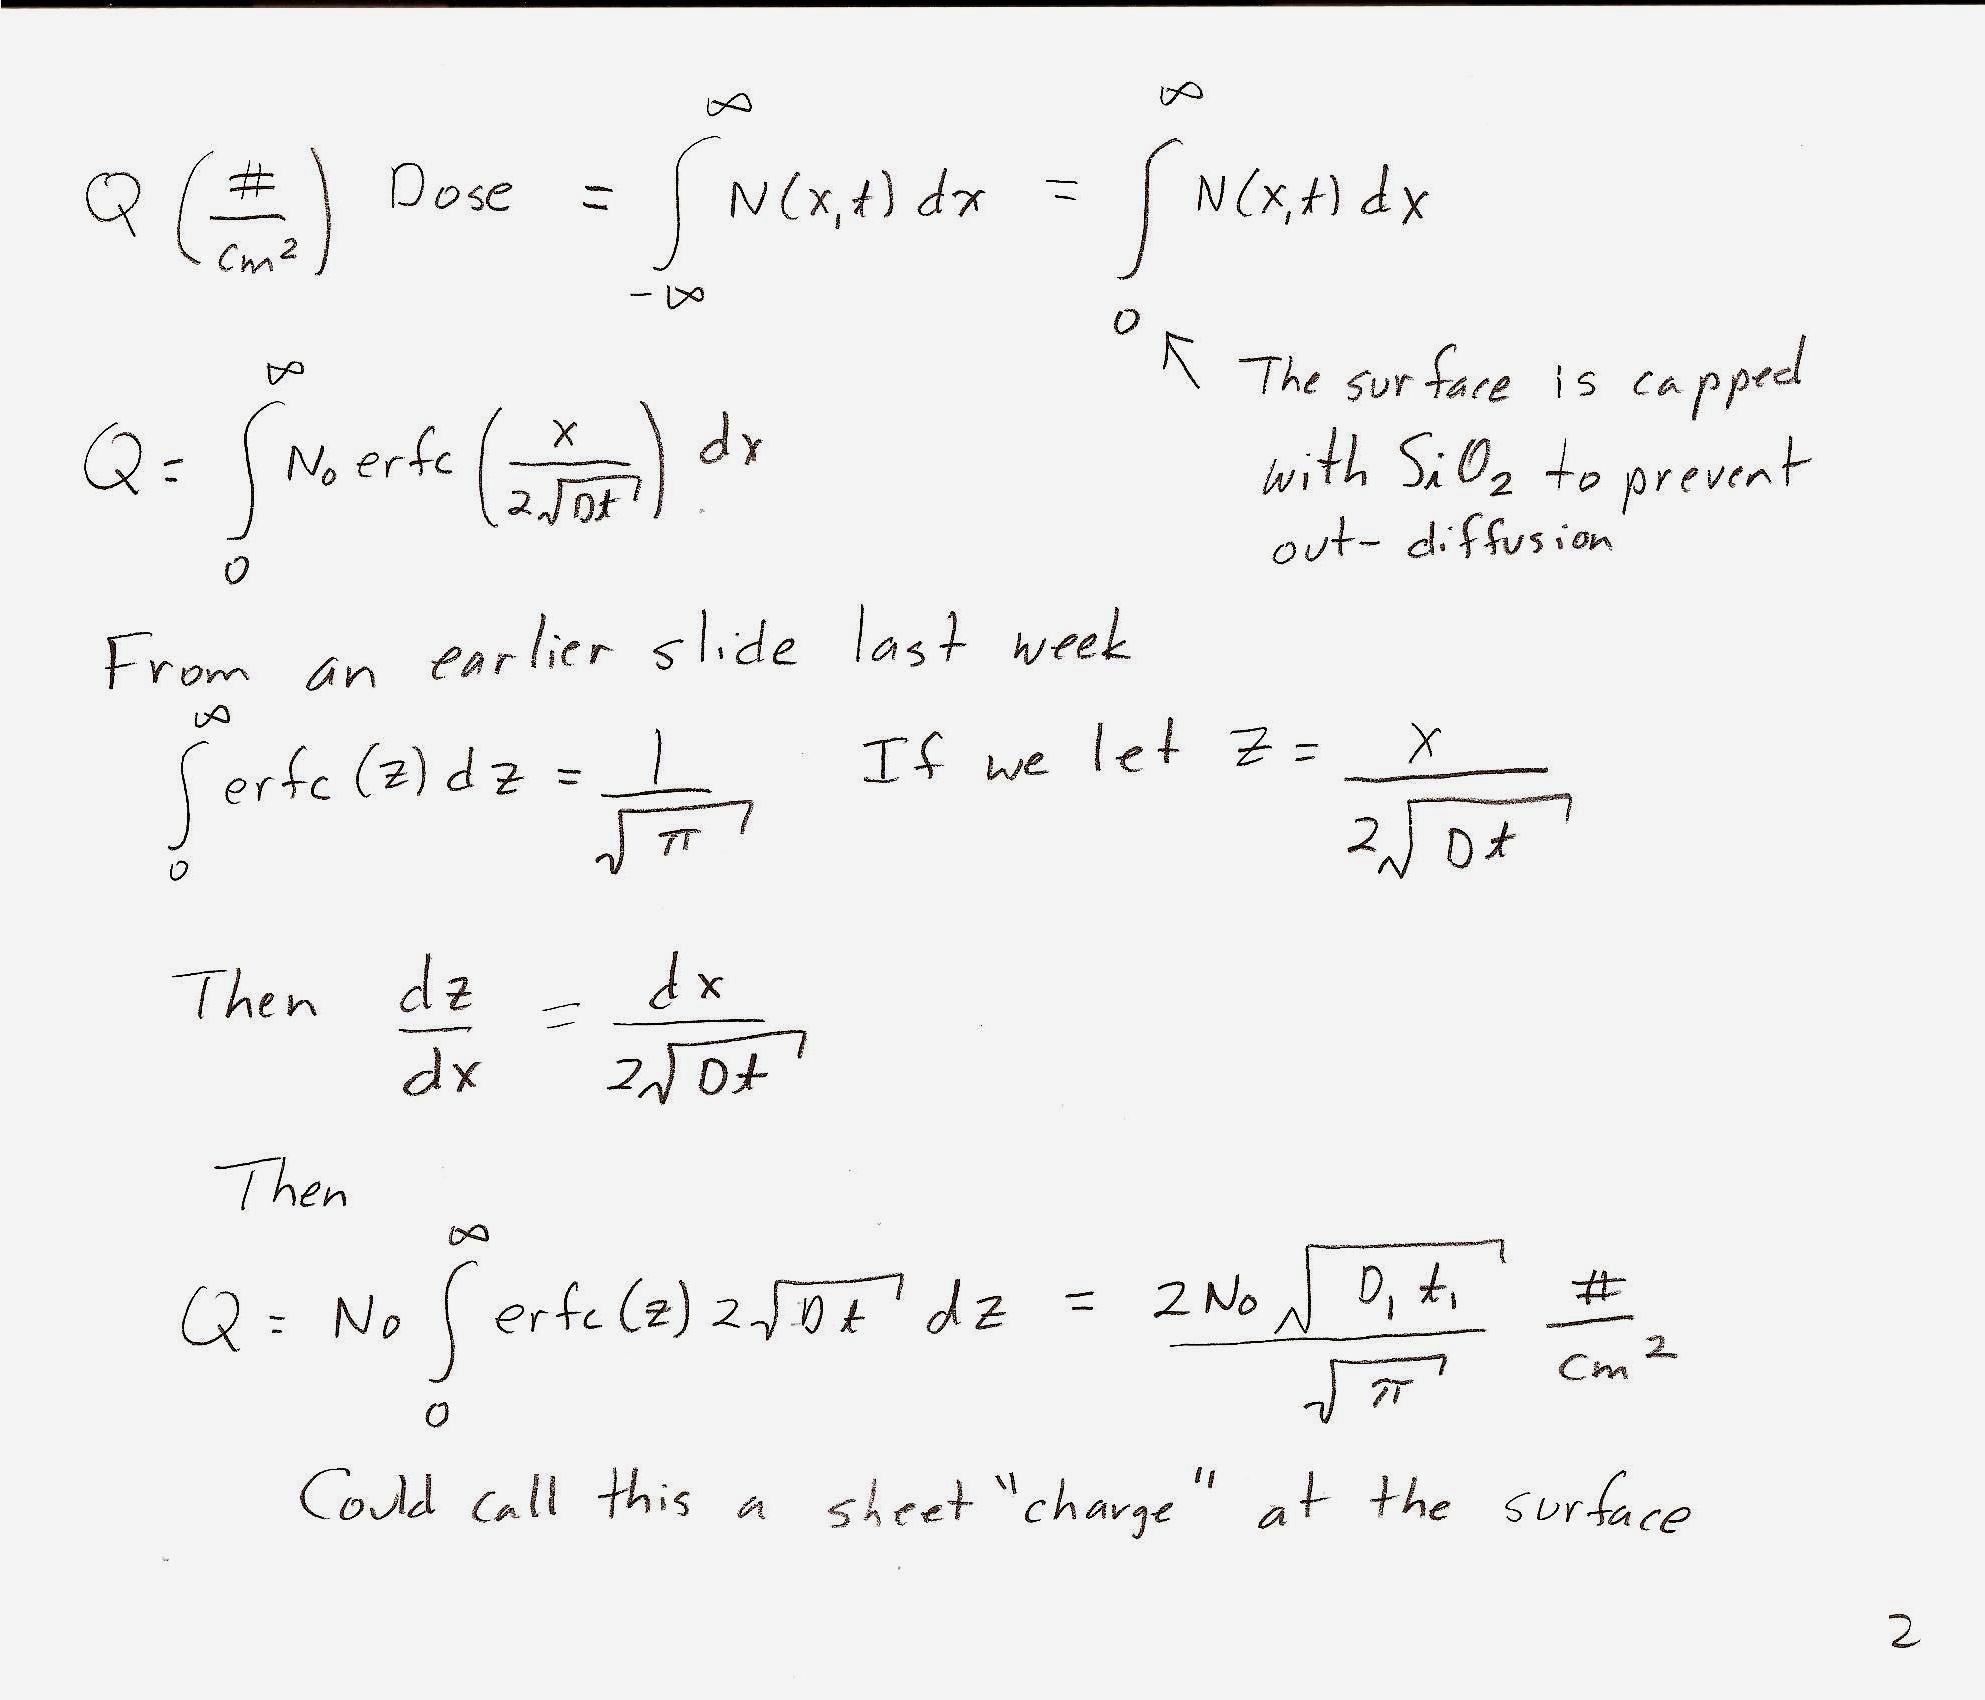 Q (#/cm²) Dose = ∫_{-∞}^{∞} N(x,t) dx = ∫_{0}^{∞} N(x,t) dx
↖ The surface is capped
with SiO₂ to prevent
out-diffusion
Q = ∫_{0}^{∞} N₀ erfc (x/(2√(Dt))) dx
From an earlier slide last week
∫_{0}^{∞} erfc (z) dz = 1/√π If we let z = x/(2√(Dt))
Then dz/dx = dx/(2√(Dt))
Then
Q = N₀ ∫_{0}^{∞} erfc (z) 2√(Dt) dz = 2N₀√(D₁t₁)/√π #/cm²
Could call this a sheet "charge" at the surface
2